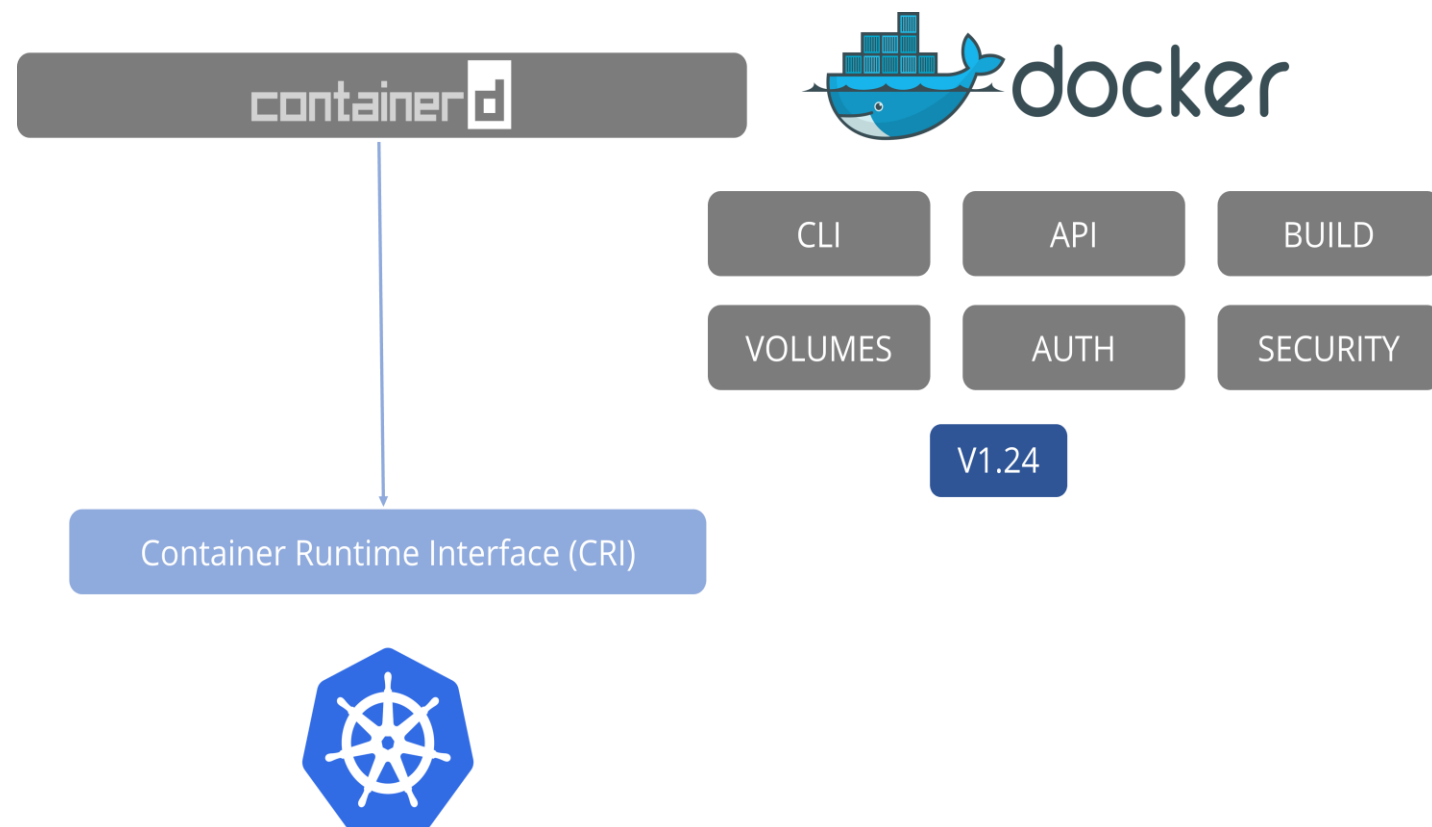 containerd
docker
CLI
API
BUILD
VOLUMES
AUTH
SECURITY
V1.24
Container Runtime Interface (CRI)